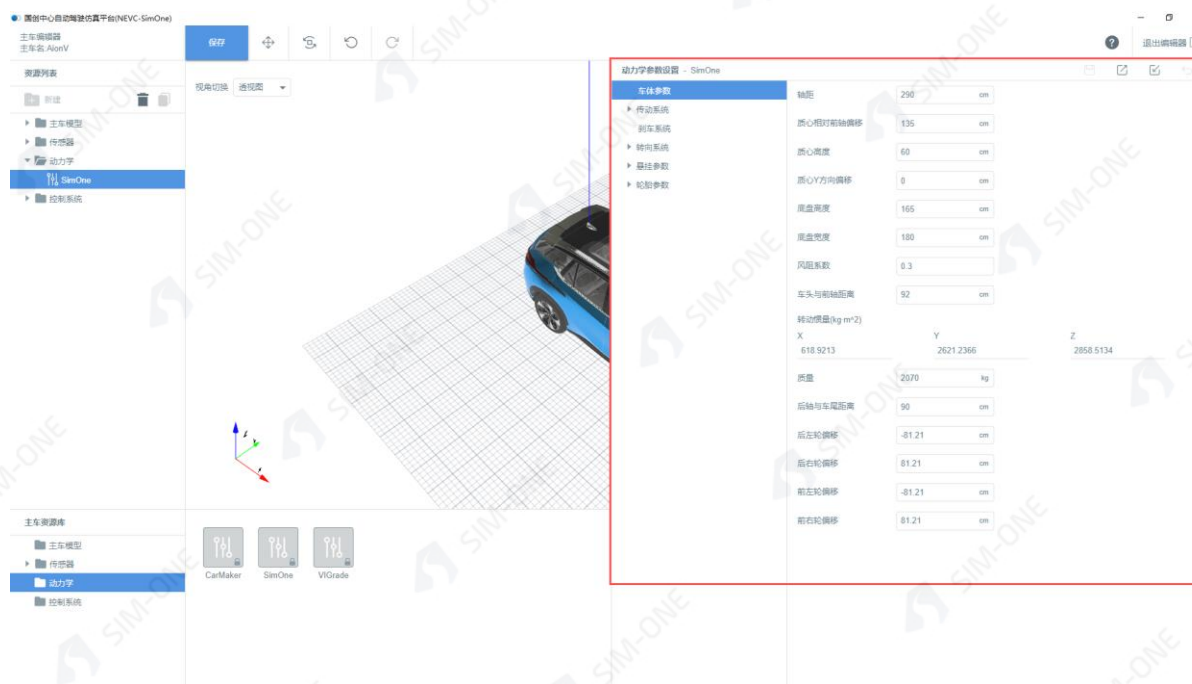 国创中心自动驾驶仿真平台(NEVC-SimOne)
主车编辑器
主车名 AionV
保存
退出编辑器
资源列表
新建
主车模型
传感器
动力学
SimOne
控制系统
视角切换 透视图
动力学参数设置 - SimOne
车体参数
传动系统
刹车系统
转向系统
悬挂参数
轮胎参数
轴距 290 cm
质心相对前轴偏移 135 cm
质心高度 60 cm
质心Y方向偏移 0 cm
底盘高度 165 cm
底盘宽度 180 cm
风阻系数 0.3
车头与前轴距离 92 cm
转动惯量(kg·m^2)
X Y Z
618.9213 2621.2366 2858.5134
质量 2070 kg
后轴与车尾距离 90 cm
后左轮偏移 -81.21 cm
后右轮偏移 81.21 cm
前左轮偏移 -81.21 cm
前右轮偏移 81.21 cm
主车资源库
主车模型
传感器
动力学
控制系统
CarMaker SimOne VIGrade
SIM-ONE